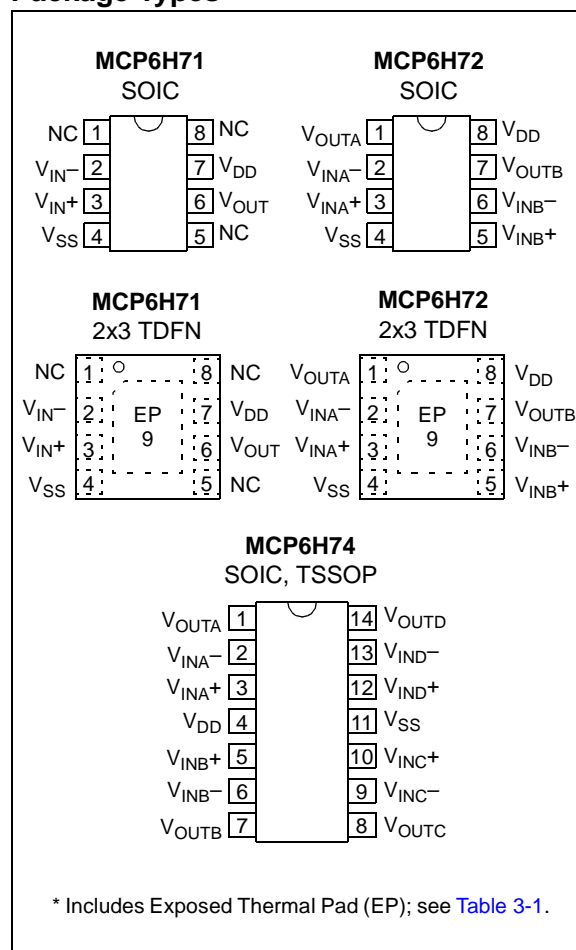 Package Types
MCP6H71
SOIC
NC 1 8 NC
VIN– 2 7 VDD
VIN+ 3 6 VOUT
VSS 4 5 NC
MCP6H72
SOIC
VOUTA 1 8 VDD
VINA– 2 7 VOUTB
VINA+ 3 6 VINB–
VSS 4 5 VINB+
MCP6H71
2x3 TDFN
NC 1 8 NC
VIN– 2 EP 7 VDD
VIN+ 3 9 6 VOUT
VSS 4 5 NC
MCP6H72
2x3 TDFN
VOUTA 1 8 VDD
VINA– 2 EP 7 VOUTB
VINA+ 3 9 6 VINB–
VSS 4 5 VINB+
MCP6H74
SOIC, TSSOP
VOUTA 1 14 VOUTD
VINA– 2 13 VIND–
VINA+ 3 12 VIND+
VDD 4 11 VSS
VINB+ 5 10 VINC+
VINB– 6 9 VINC–
VOUTB 7 8 VOUTC
* Includes Exposed Thermal Pad (EP); see Table 3-1.